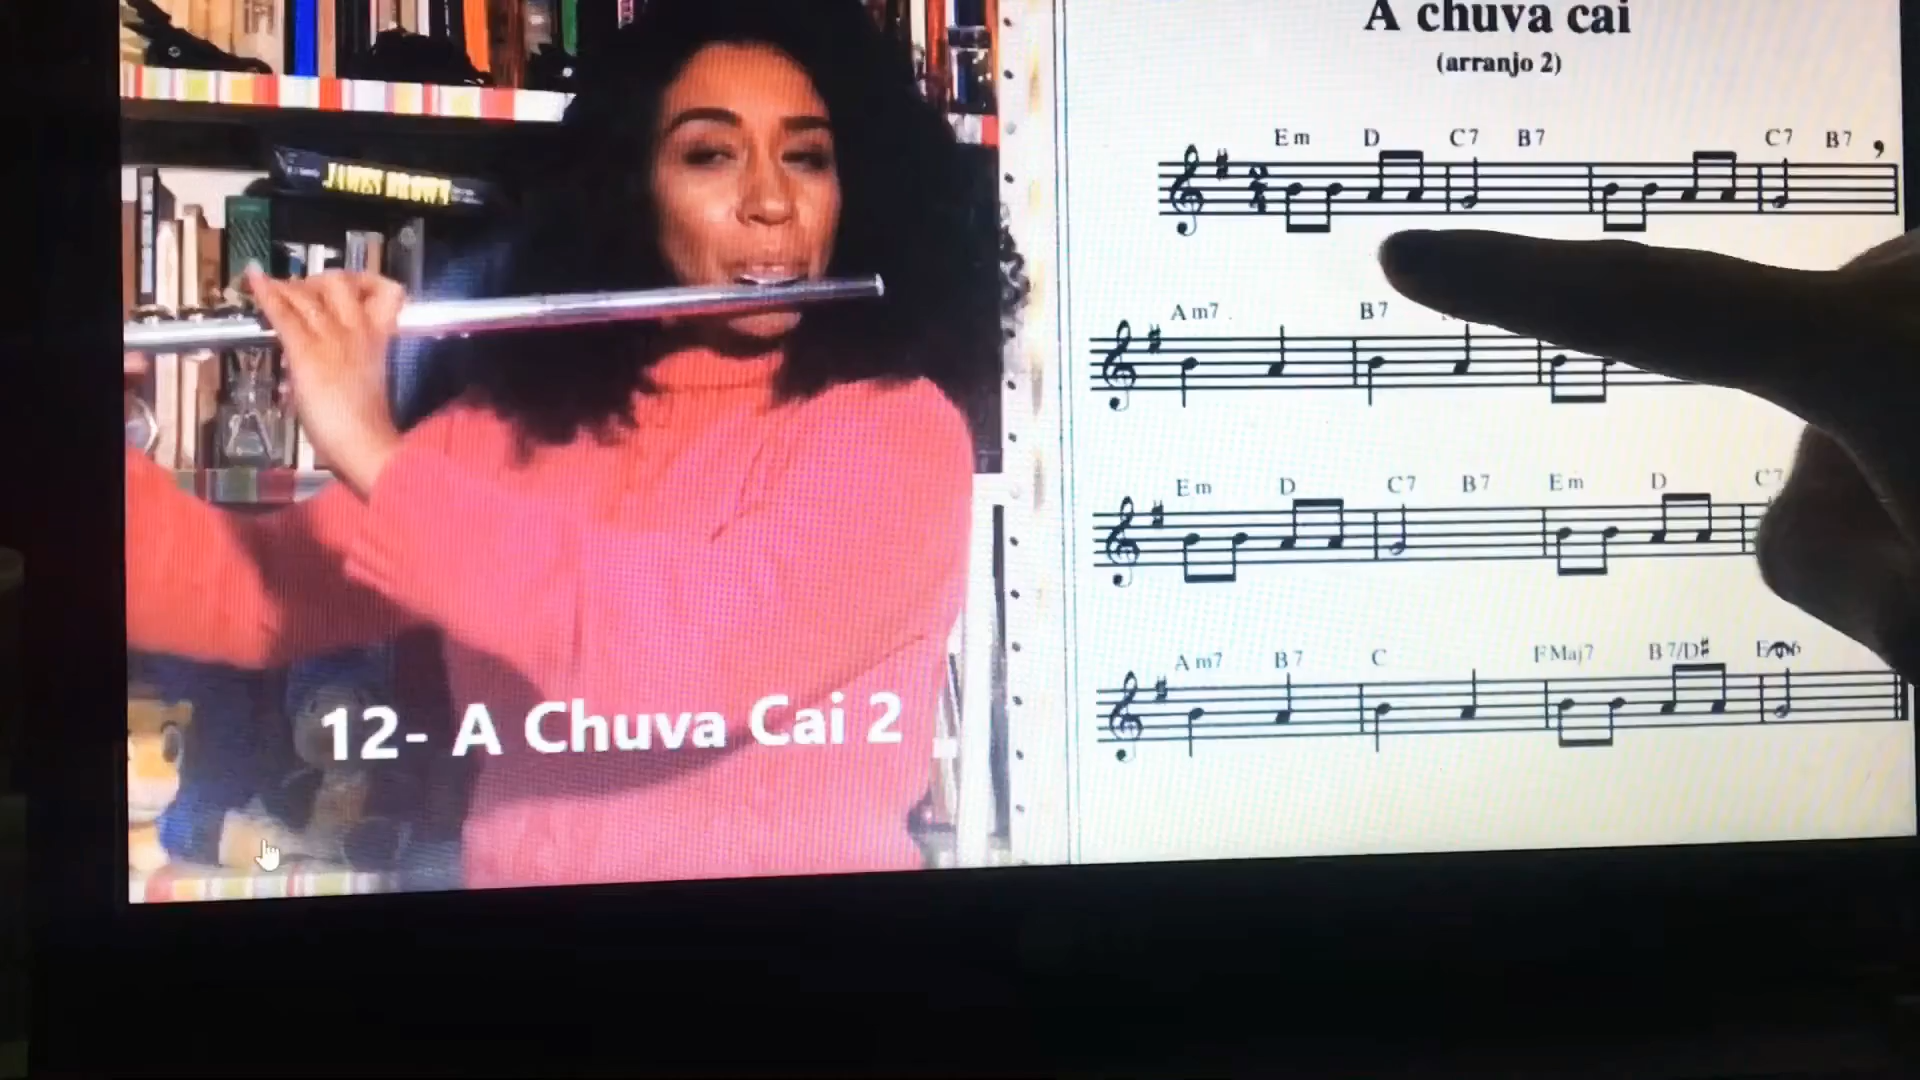 A chuva cai
(arranjo 2)
JAMES BROWN
Em D C7 B7 C7 B7
Am7 B7
Em D C7 B7 Em D C7
Am7 B7 C FMaj7 B7/D#
12- A Chuva Cai 2